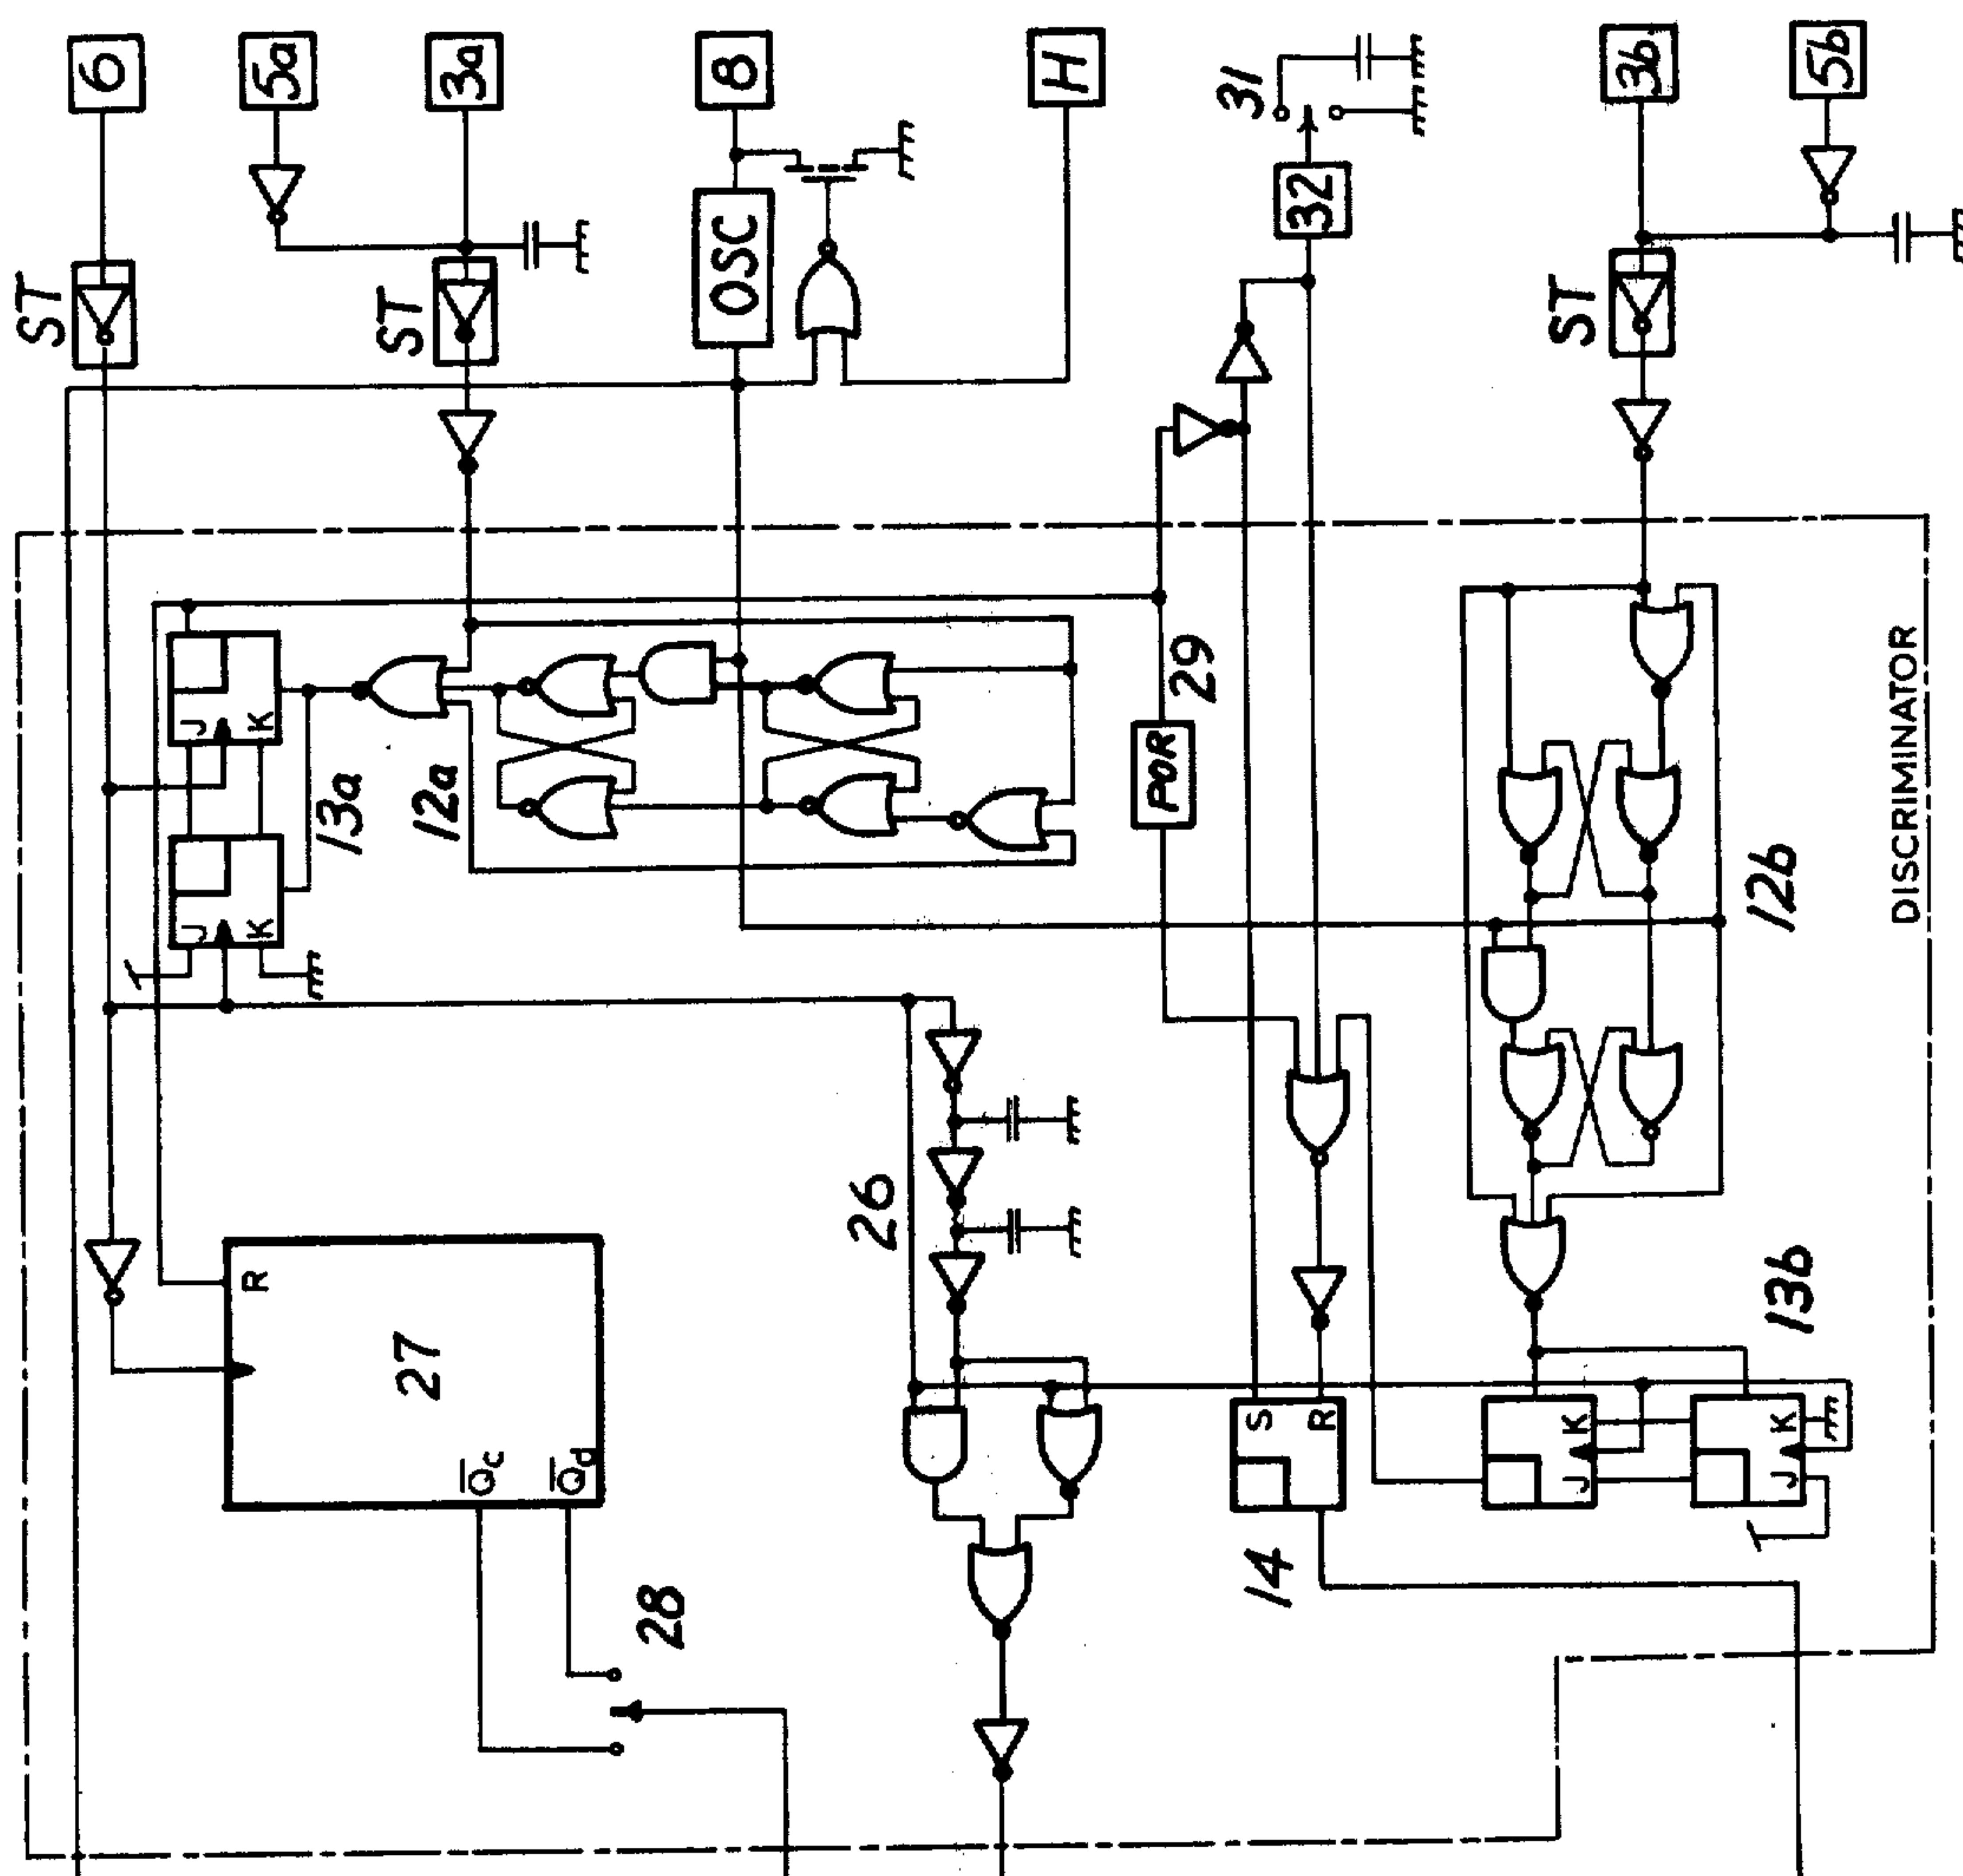 6
5a
3a
8
H
3b
5b
31
ST
ST
OSC
32
ST
J
K
13a
J
K
12a
29
POR
12b
DISCRIMINATOR
26
27
R
Q̅c
Q̅d
28
S
R
14
K
J
K
J
13b